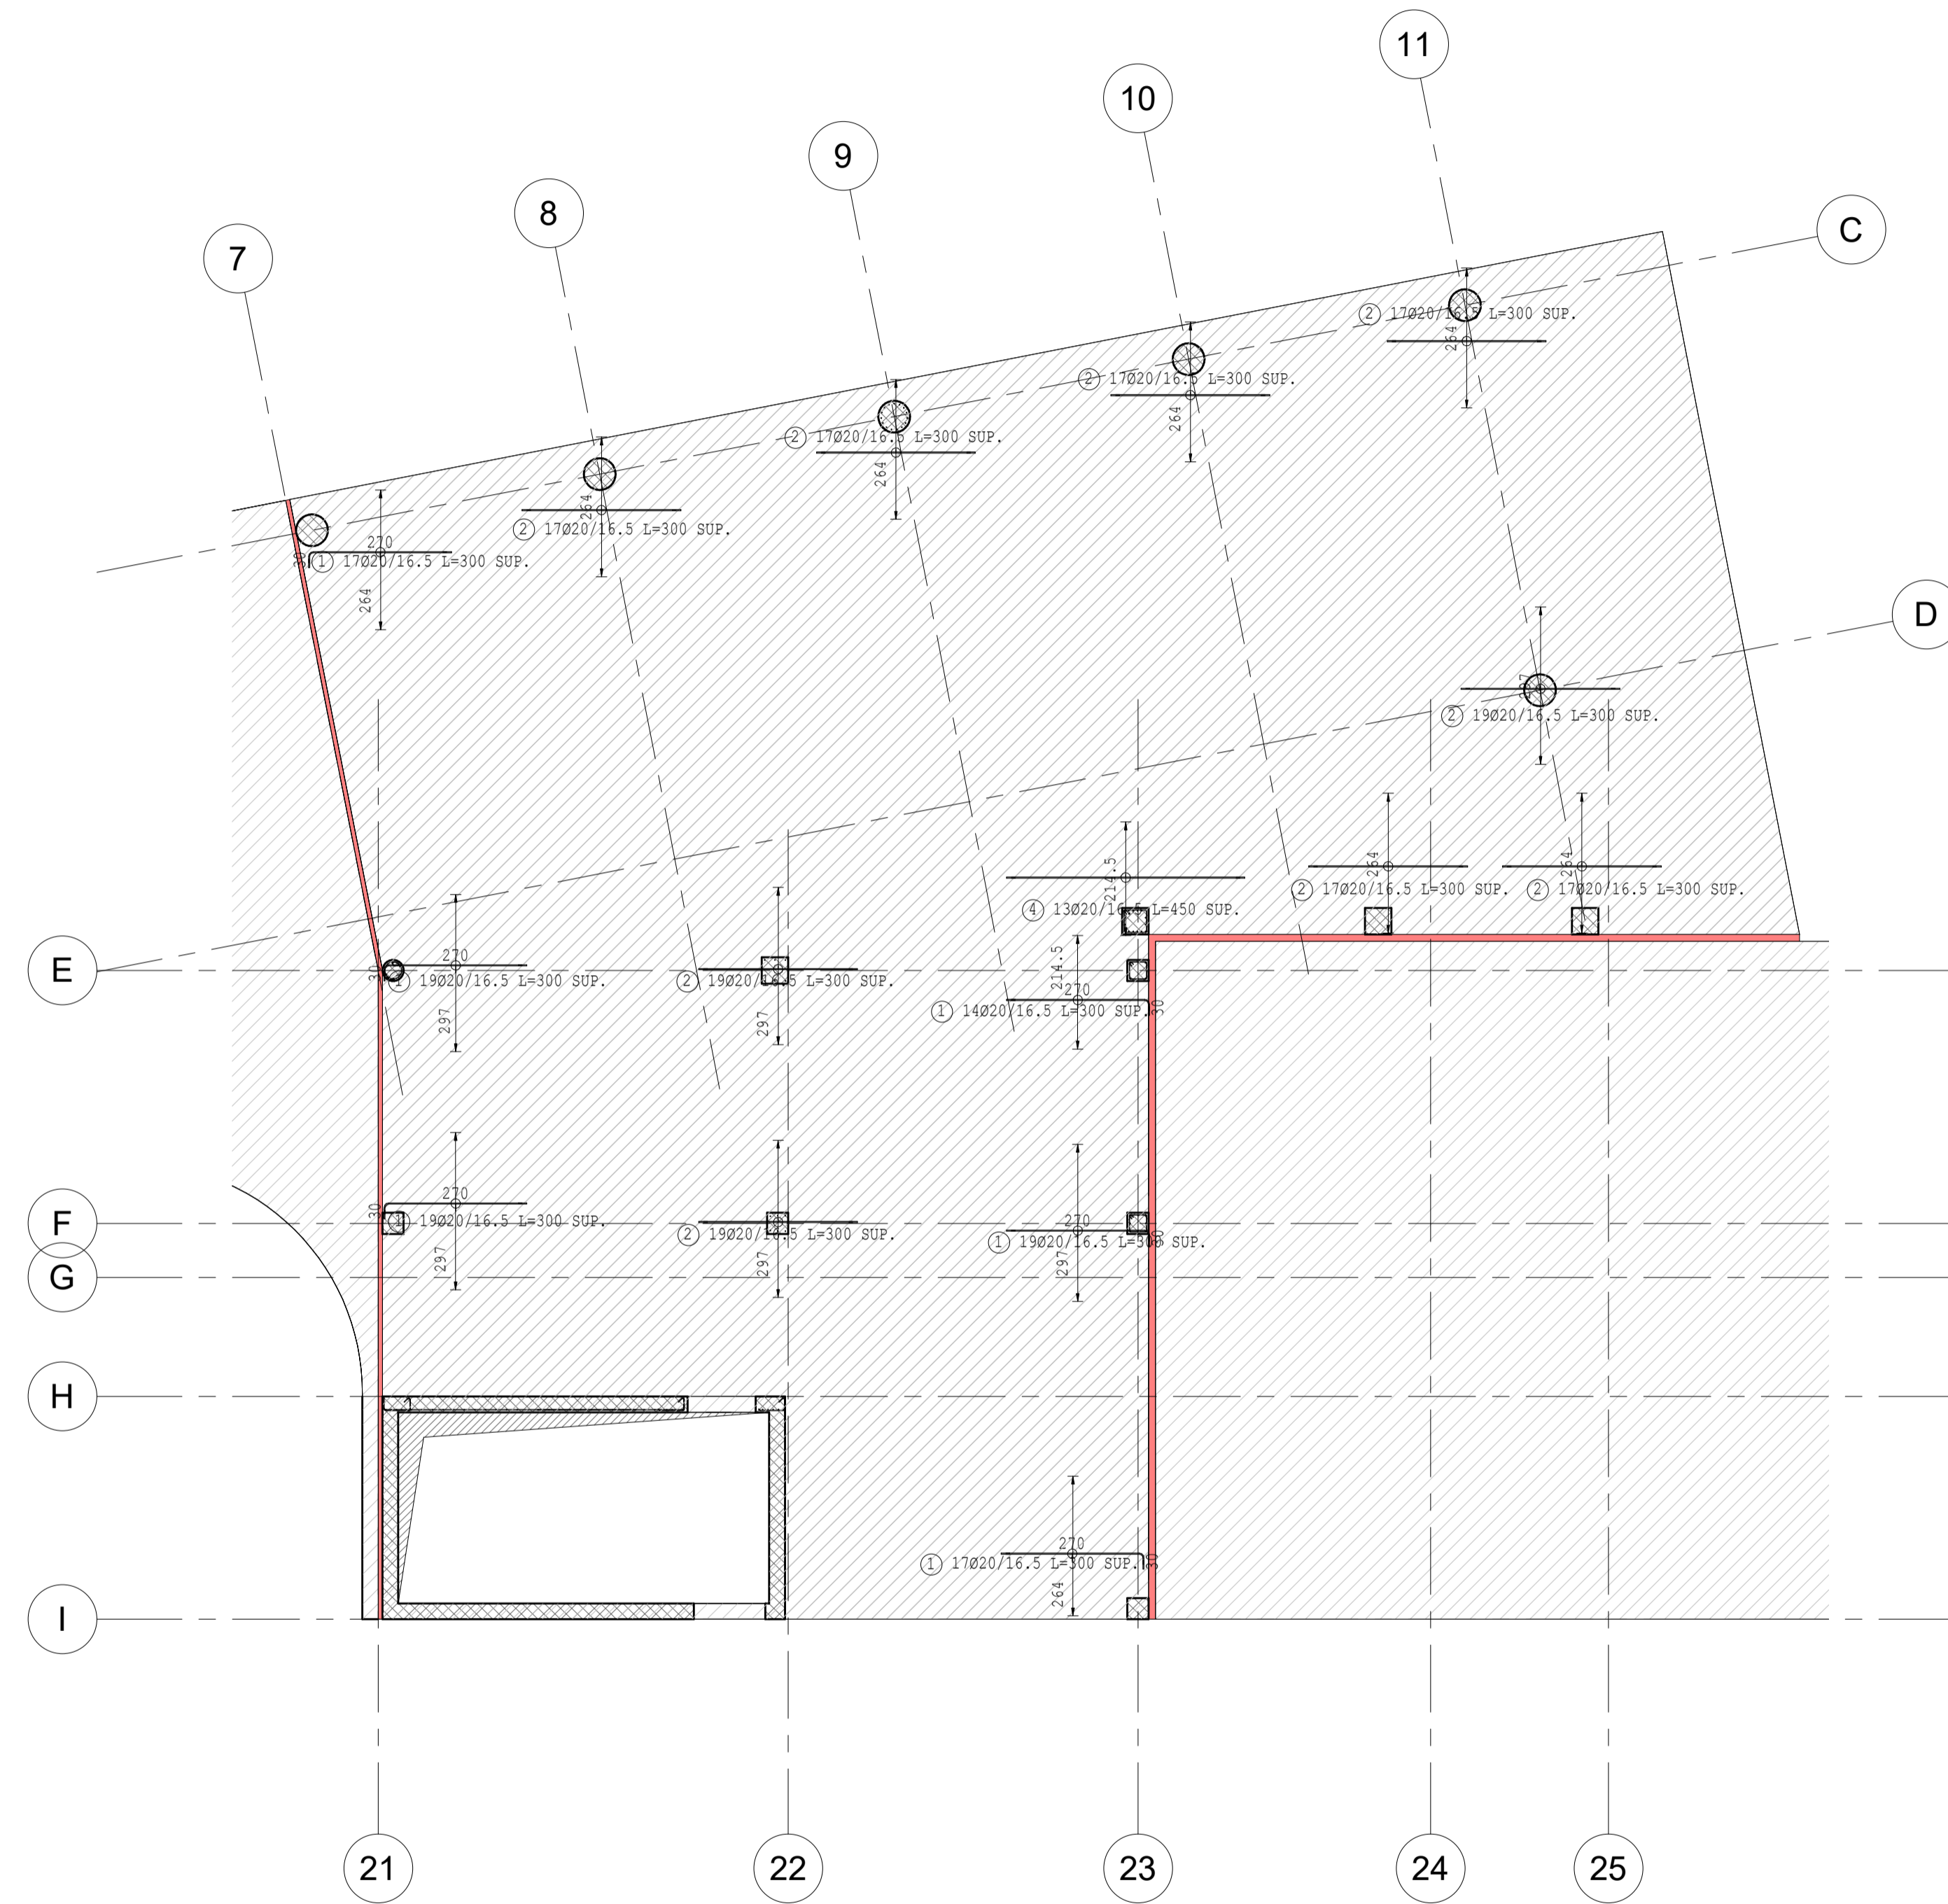 11
10
9
8
7
C
② 17Ø20/16.5 L=300 SUP.
264
② 17Ø20/16.5 L=300 SUP.
264
② 17Ø20/16.5 L=300 SUP.
264
② 17Ø20/16.5 L=300 SUP.
264
270
30
① 17Ø20/16.5 L=300 SUP.
264
D
297
② 19Ø20/16.5 L=300 SUP.
214.5
④ 13Ø20/16.5 L=450 SUP.
264
② 17Ø20/16.5 L=300 SUP.
264
② 17Ø20/16.5 L=300 SUP.
E
270
30
① 19Ø20/16.5 L=300 SUP.
297
② 19Ø20/16.5 L=300 SUP.
297
214.5
270
30
① 14Ø20/16.5 L=300 SUP.
F
270
30
① 19Ø20/16.5 L=300 SUP.
297
② 19Ø20/16.5 L=300 SUP.
297
270
30
① 19Ø20/16.5 L=300 SUP.
297
G
H
270
30
① 17Ø20/16.5 L=300 SUP.
264
I
21
22
23
24
25